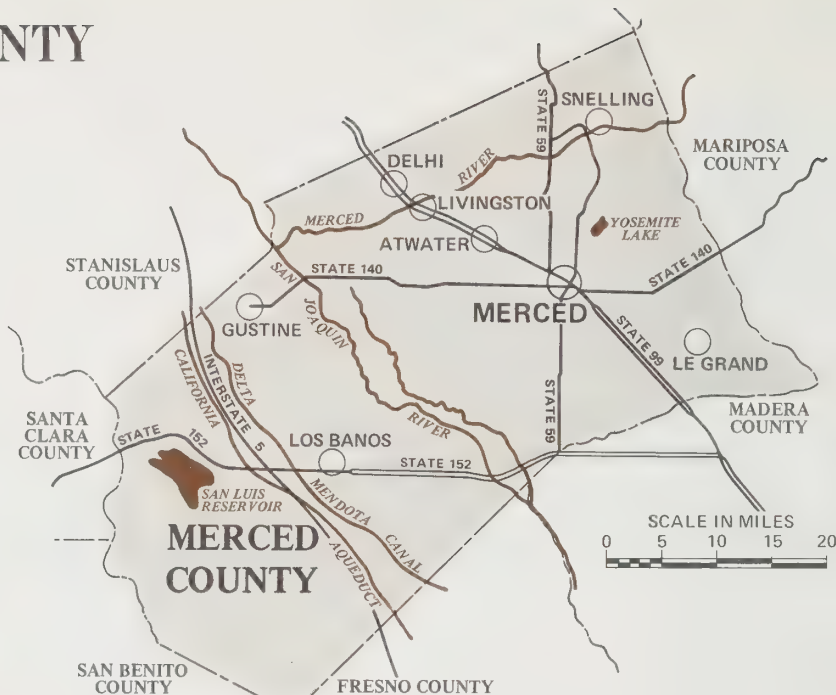 NTY
SNELLING
STATE 59
MARIPOSA
COUNTY
DELHI
RIVER
LIVINGSTON
MERCED
YOSEMITE
LAKE
ATWATER
STANISLAUS
COUNTY
SAN
STATE 140
STATE 140
GUSTINE
JOAQUIN
MERCED
STATE 99
LE GRAND
CALIFORNIA
INTERSTATE 5
DELTA
RIVER
STATE 59
MADERA
COUNTY
SANTA
CLARA
COUNTY
STATE 152
LOS BANOS
STATE 152
SAN LUIS
RESERVOIR
MENDOTA
CANAL
SCALE IN MILES
0 5 10 15 20
MERCED
COUNTY
AQUEDUCT
SAN BENITO
COUNTY
FRESNO COUNTY